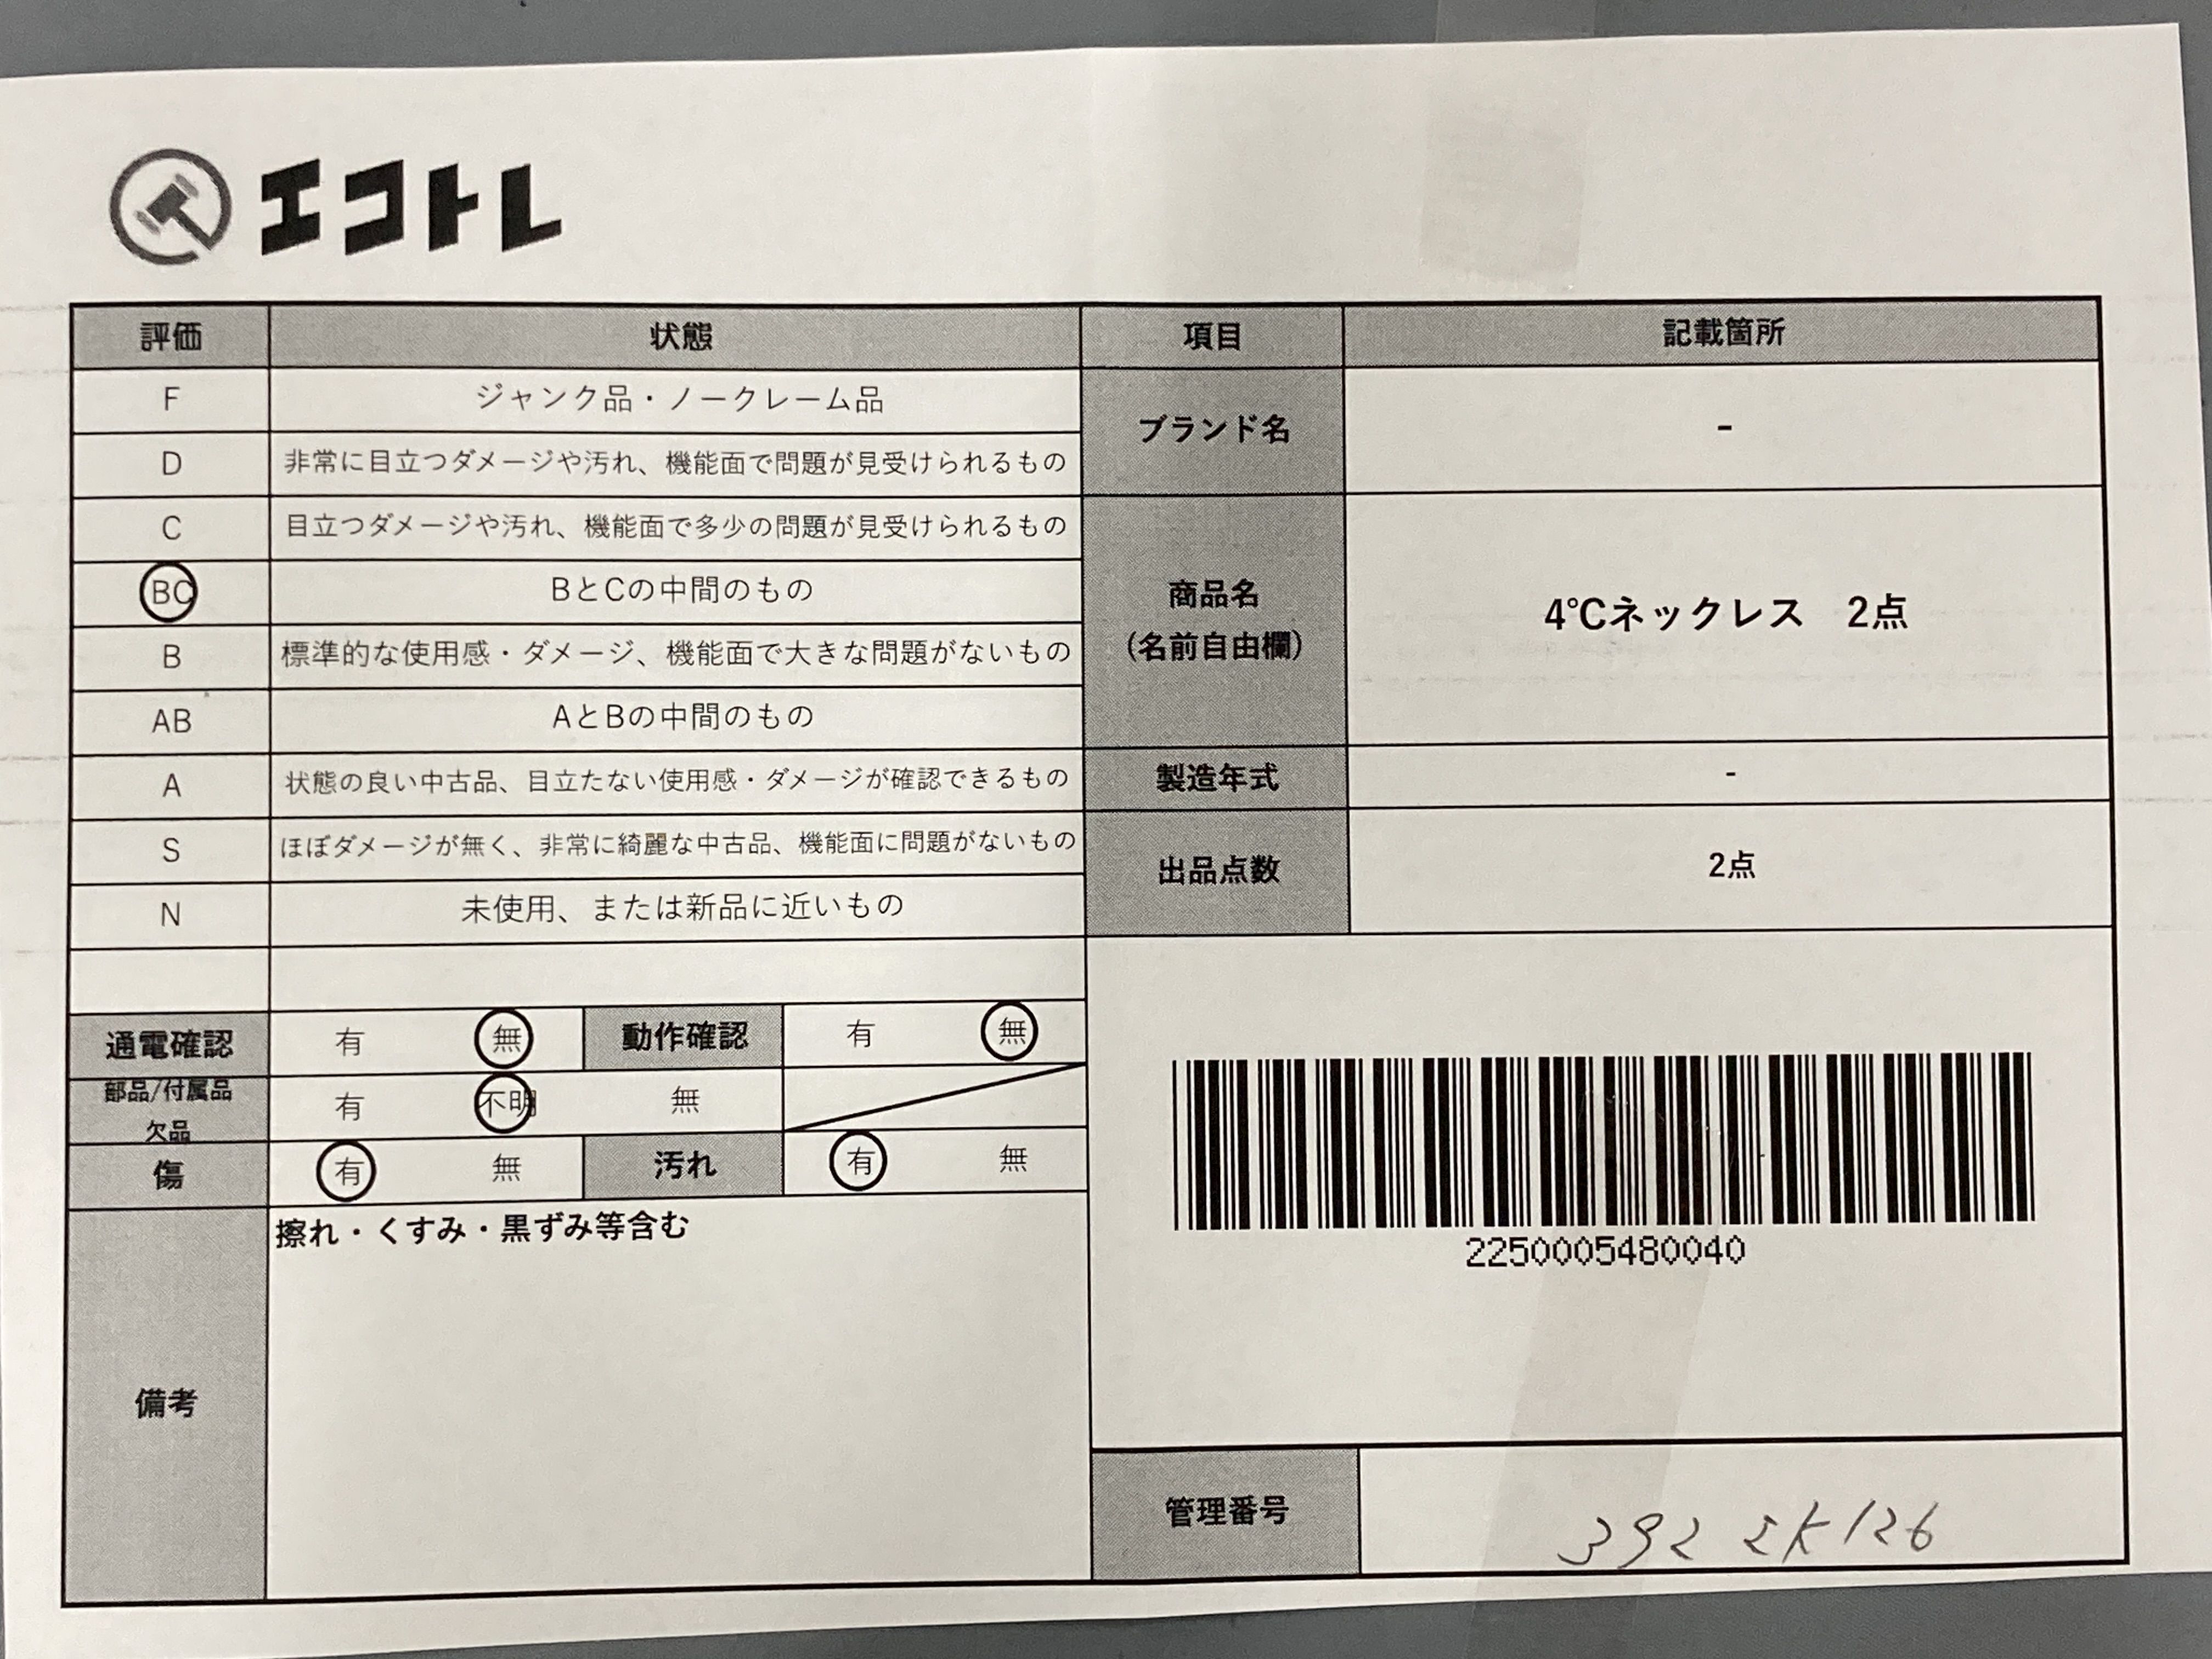 エコトレ
評価 状態 項目 記載箇所
F ジャンク品・ノークレーム品
D 非常に目立つダメージや汚れ、機能面で問題が見受けられるもの
C 目立つダメージや汚れ、機能面で多少の問題が見受けられるもの
BC BとCの中間のもの
B 標準的な使用感・ダメージ、機能面で大きな問題がないもの
AB AとBの中間のもの
A 状態の良い中古品、目立たない使用感・ダメージが確認できるもの
S ほぼダメージが無く、非常に綺麗な中古品、機能面に問題がないもの
N 未使用、または新品に近いもの
ブランド名 -
商品名
(名前自由欄)
4℃ネックレス 2点
製造年式 -
出品点数 2点
通電確認 有 無 動作確認 有 無
部品/付属品
欠品
有 不明 無
傷 有 無 汚れ 有 無
備考
擦れ・くすみ・黒ずみ等含む
2250005480040
管理番号 392
126